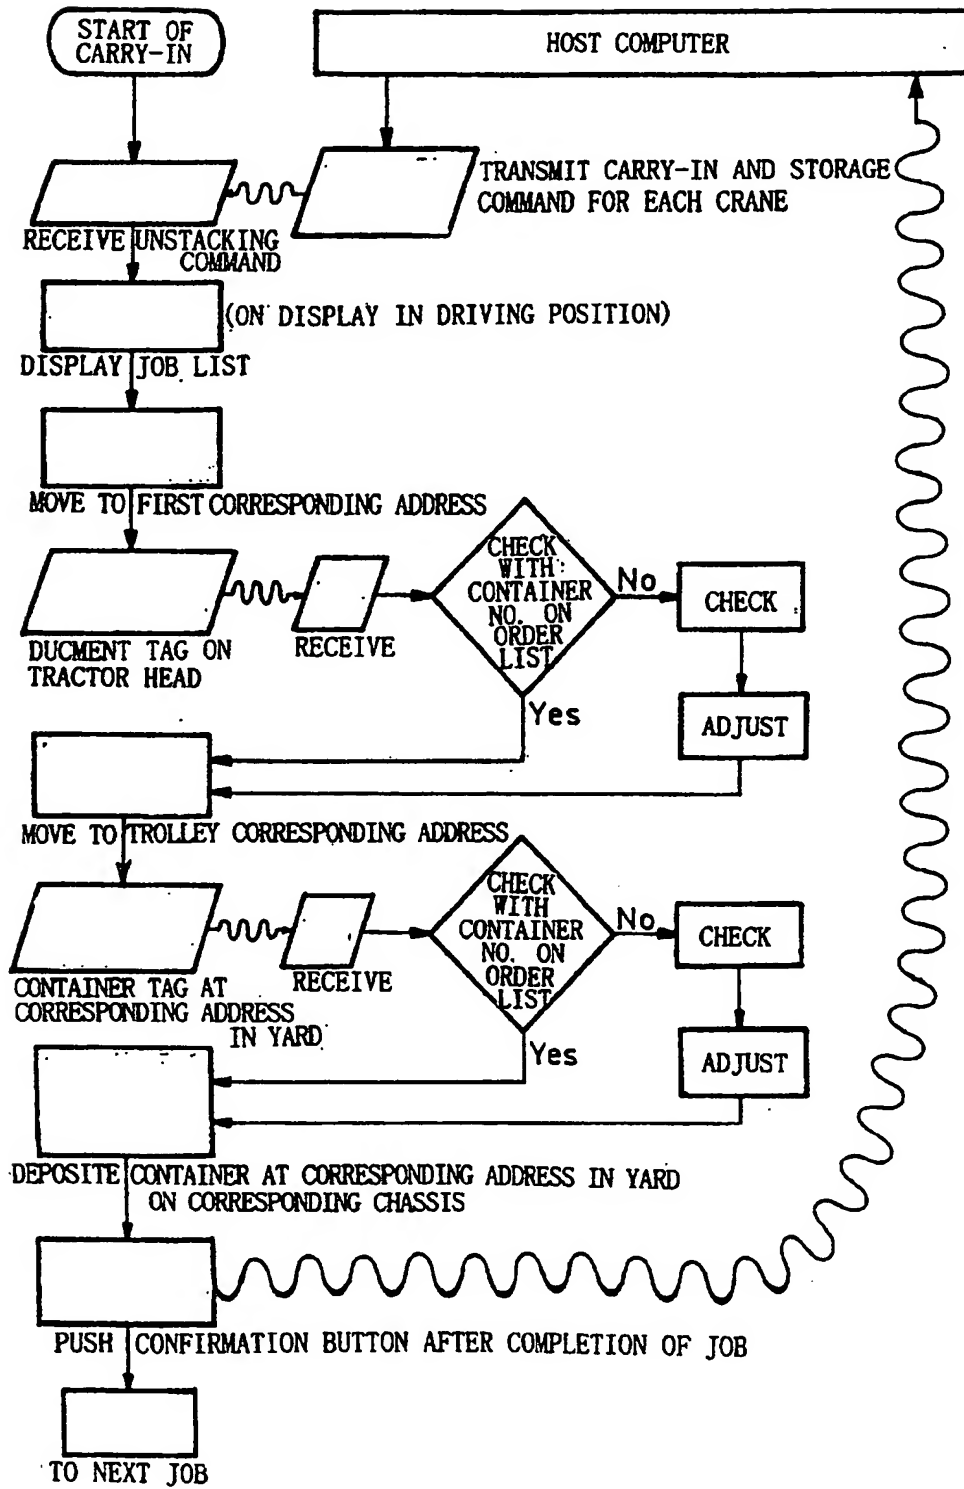 START OF
CARRY-IN
HOST COMPUTER
TRANSMIT CARRY-IN AND STORAGE
COMMAND FOR EACH CRANE
RECEIVE UNSTACKING
COMMAND
(ON DISPLAY IN DRIVING POSITION)
DISPLAY JOB LIST
MOVE TO FIRST CORRESPONDING ADDRESS
CHECK
WITH
CONTAINER
NO. ON
ORDER
LIST
No
CHECK
DUCMENT TAG ON
TRACTOR HEAD
RECEIVE
Yes
ADJUST
MOVE TO TROLLEY CORRESPONDING ADDRESS
CHECK
WITH
CONTAINER
NO. ON
ORDER
LIST
No
CHECK
CONTAINER TAG AT
CORRESPONDING ADDRESS
IN YARD
RECEIVE
Yes
ADJUST
DEPOSITE CONTAINER AT CORRESPONDING ADDRESS IN YARD
ON CORRESPONDING CHASSIS
PUSH CONFIRMATION BUTTON AFTER COMPLETION OF JOB
TO NEXT JOB